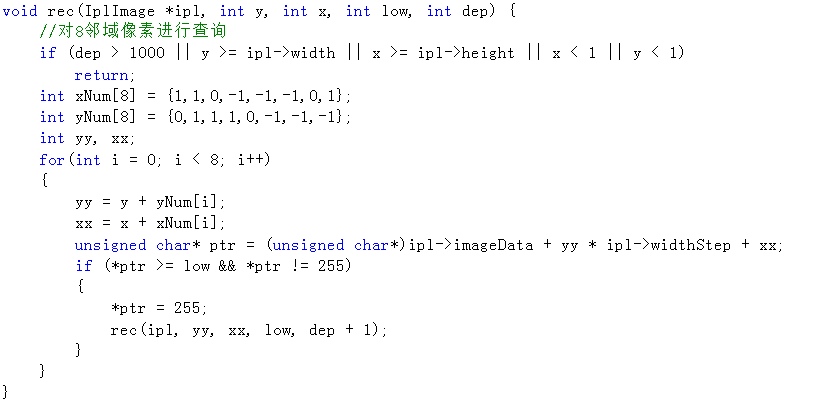 void rec(IplImage *ipl, int y, int x, int low, int dep) {
//对8邻域像素进行查询
if (dep > 1000 || y >= ipl->width || x >= ipl->height || x < 1 || y < 1)
return;
int xNum[8] = {1,1,0,-1,-1,-1,0,1};
int yNum[8] = {0,1,1,1,0,-1,-1,-1};
int yy, xx;
for(int i = 0; i < 8; i++)
{
yy = y + yNum[i];
xx = x + xNum[i];
unsigned char* ptr = (unsigned char*)ipl->imageData + yy * ipl->widthStep + xx;
if (*ptr >= low && *ptr != 255)
{
*ptr = 255;
rec(ipl, yy, xx, low, dep + 1);
}
}
}